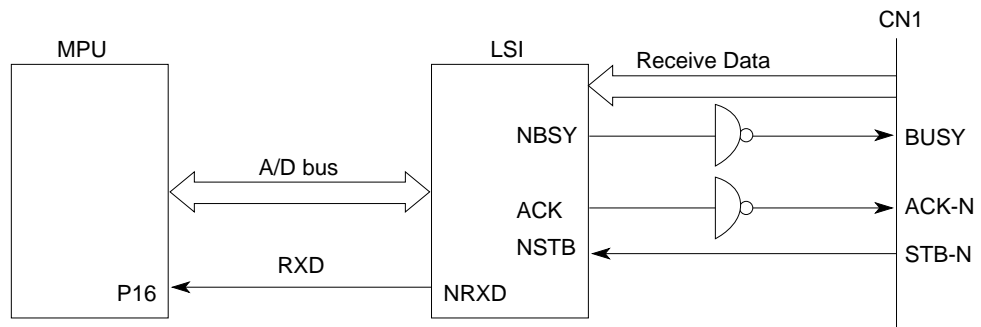 CN1
MPU
LSI
Receive Data
NBSY
BUSY
A/D bus
ACK
ACK-N
NSTB
STB-N
RXD
P16
NRXD